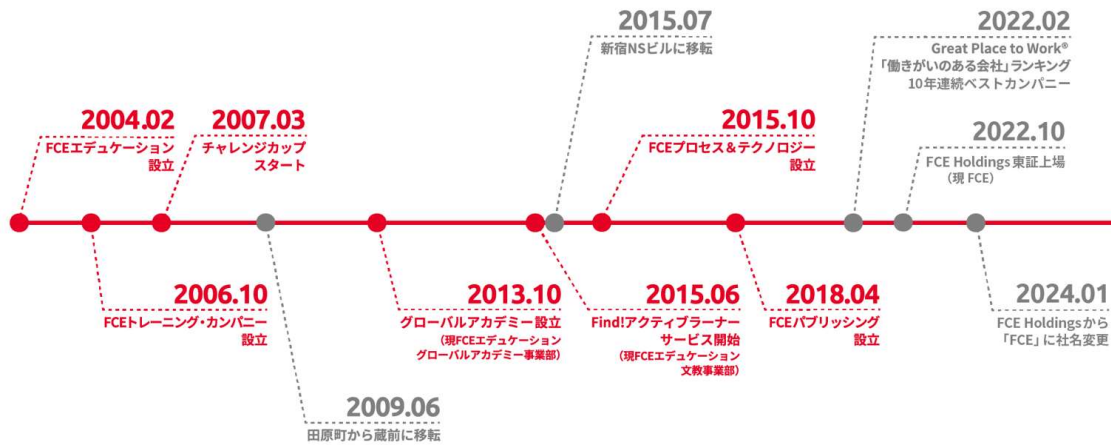 2004.02
FCEエデュケーション
設立
2006.10
FCEトレーニング・カンパニー
設立
2007.03
チャレンジカップ
スタート
2009.06
田原町から蔵前に移転
2013.10
グローバルアカデミー設立
(現FCEエデュケーション
グローバルアカデミー事業部)
2015.06
Find!アクティブラーナー
サービス開始
(現FCEエデュケーション
文教事業部)
2015.07
新宿NSビルに移転
2015.10
FCEプロセス&テクノロジー
設立
2018.04
FCEパブリッシング
設立
2022.02
Great Place to Work®
「働きがいのある会社」ランキング
10年連続ベストカンパニー
2022.10
FCE Holdings東証上場
(現 FCE)
2024.01
FCE Holdingsから
「FCE」に社名変更